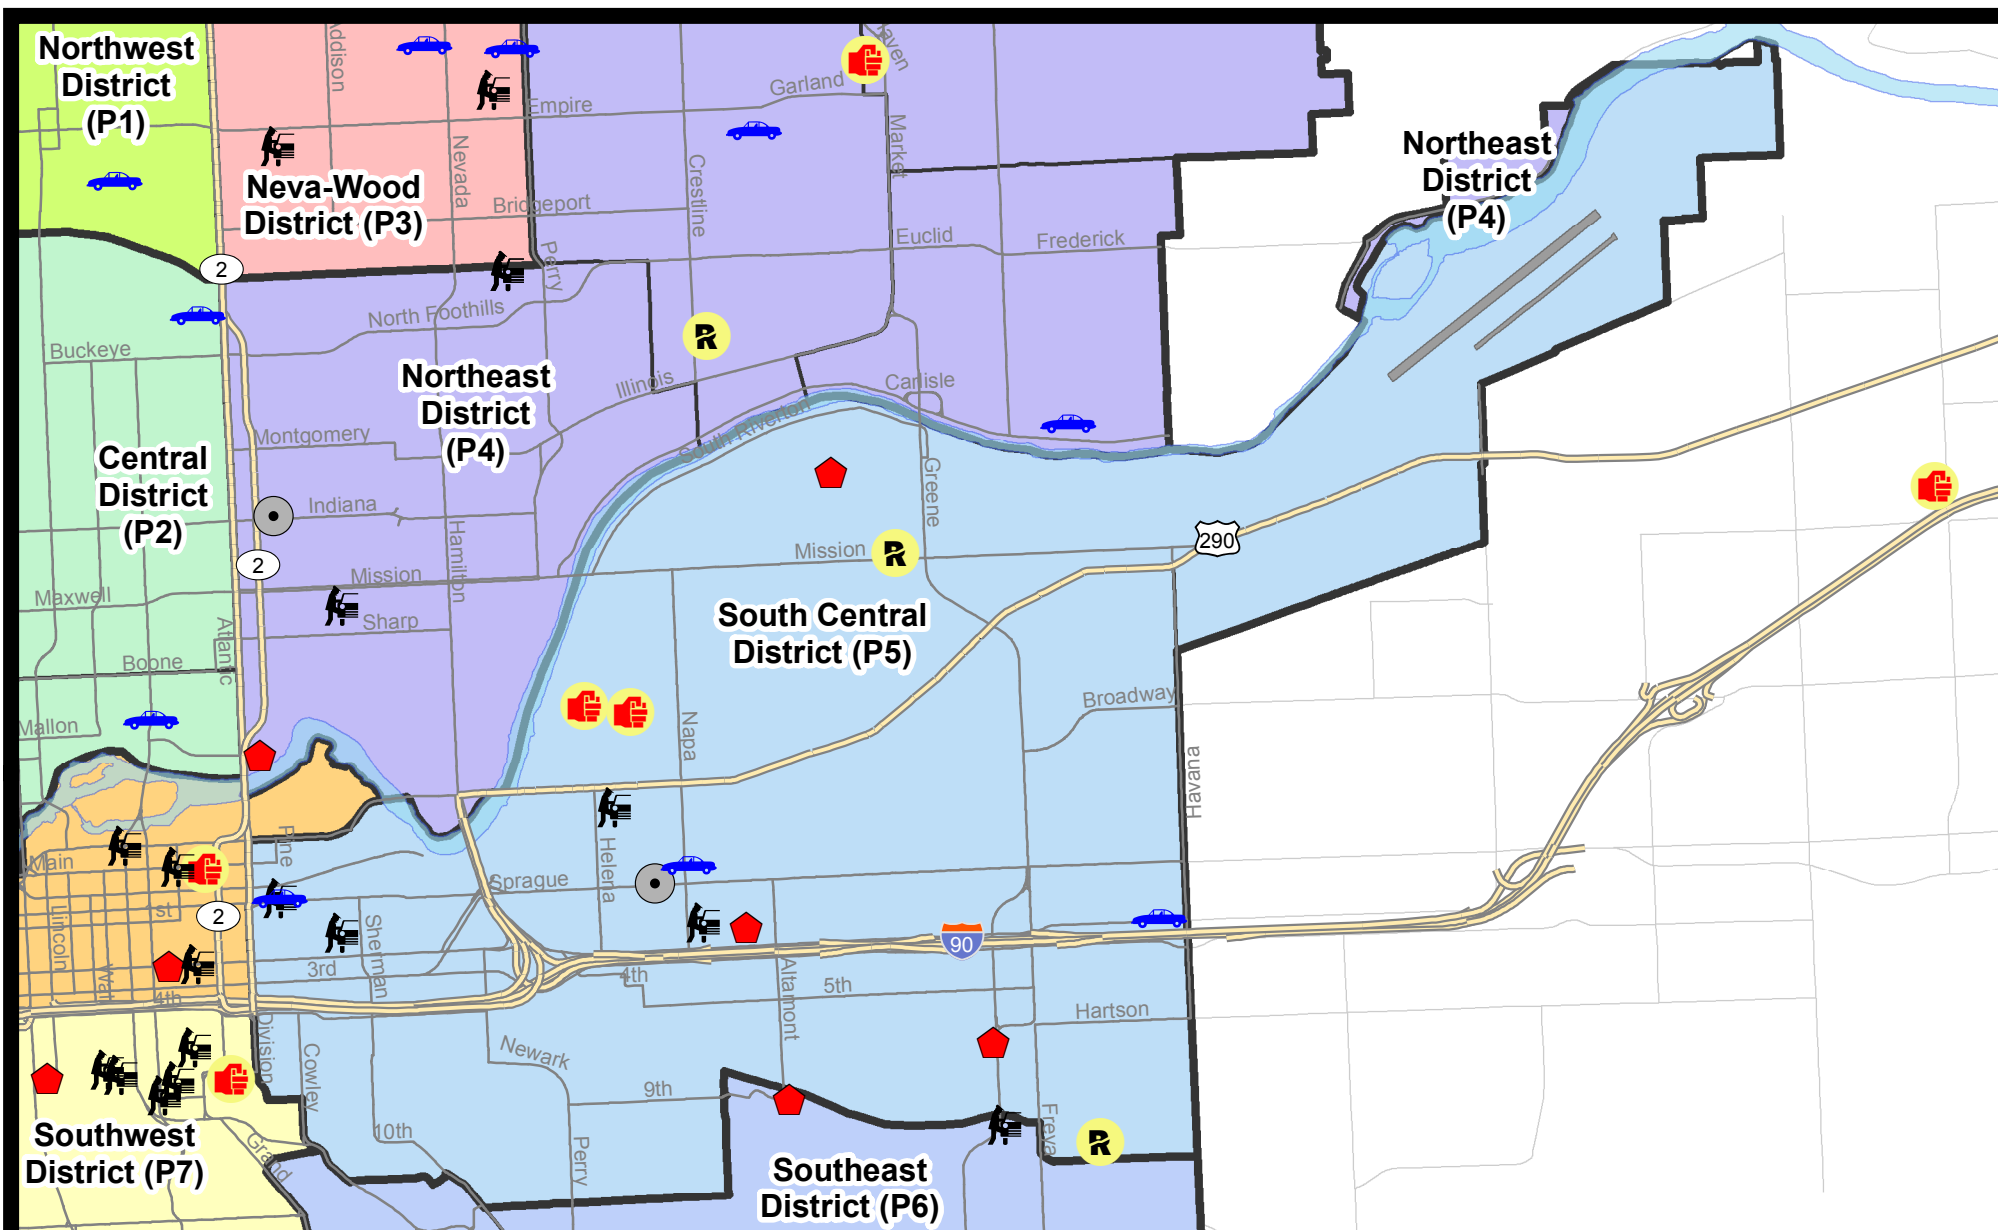 Northwest
District
(P1)
Addison
Haven
Garland
Empire
Market
Nevada
Neva-Wood
District (P3)
Crestline
Bridgeport
Northeast
District
(P4)
Euclid
Frederick
Perry
2
North Foothills
Buckeye
Northeast
District
(P4)
Illinois
Carlisle
South Riverton
Montgomery
Central
District
(P2)
Greene
Indiana
Hamilton
290
Mission
2
Mission
Maxwell
Sharp
South Central
District (P5)
Atlantic
Boone
Broadway
Napa
Mallon
Havana
Pine
Main
Helena
Sprague
1st
2
Lincoln
Sherman
90
3rd
4th
Wall
4th
5th
Altamont
Hartson
Division
Cowley
Newark
9th
Freya
Southwest
District (P7)
10th
Grand
Perry
Southeast
District (P6)